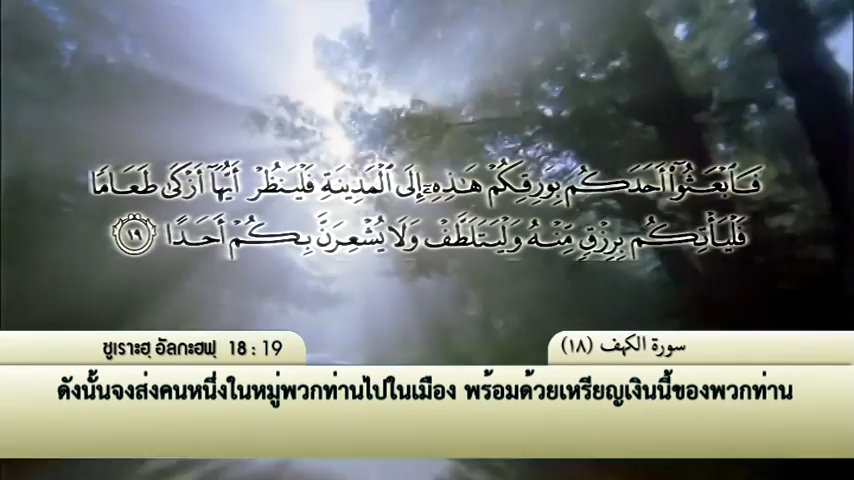 فَٱبْعَثُوٓا۟ أَحَدَكُم بِوَرِقِكُمْ هَـٰذِهِۦٓ إِلَى ٱلْمَدِينَةِ فَلْيَنظُرْ أَيُّهَآ أَزْكَىٰ طَعَامًا
فَلْيَأْتِكُم بِرِزْقٍ مِّنْهُ وَلْيَتَلَطَّفْ وَلَا يُشْعِرَنَّ بِكُمْ أَحَدًا ١٩
ซูเราะฮฺ อัลกะฮฟฺ 18 : 19
سورة الكهف (١٨)
ดังนั้นจงส่งคนหนึ่งในหมู่พวกท่านไปในเมือง พร้อมด้วยเหรียญเงินนี้ของพวกท่าน